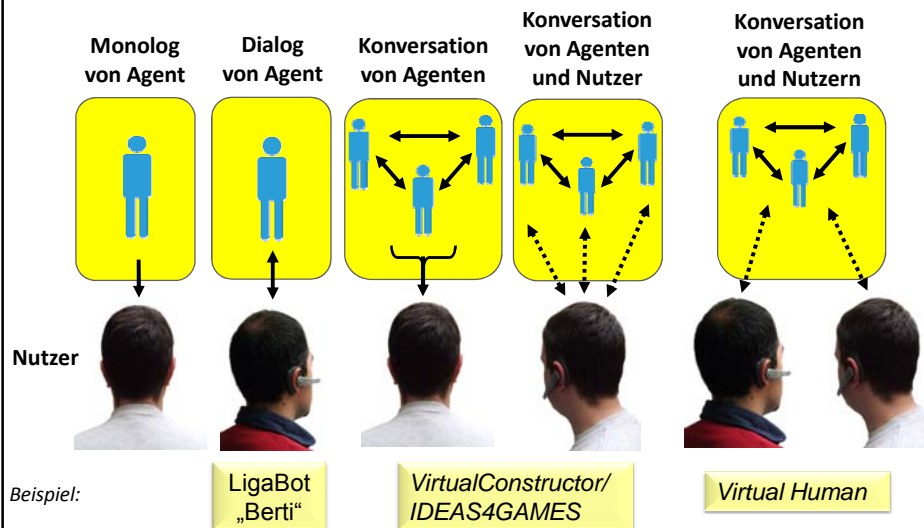 Monolog
von Agent
Dialog
von Agent
Konversation
von Agenten
Konversation
von Agenten
und Nutzer
Konversation
von Agenten
und Nutzern
Nutzer
Beispiel:
LigaBot
„Berti“
VirtualConstructor/
IDEAS4GAMES
Virtual Human